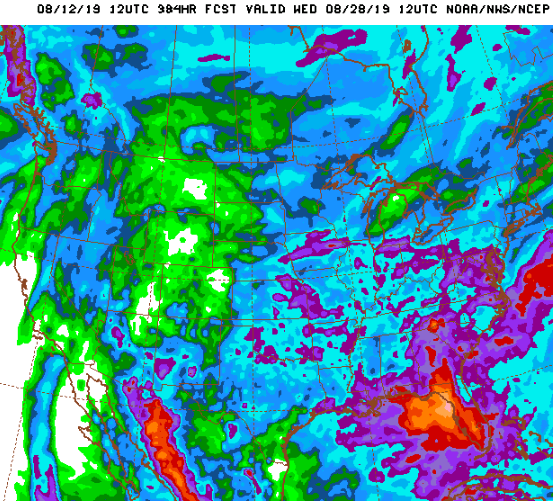 08/12/19 12UTC 384HR FCST VALID WED 08/28/19 12UTC NOAA/NWS/NCEP